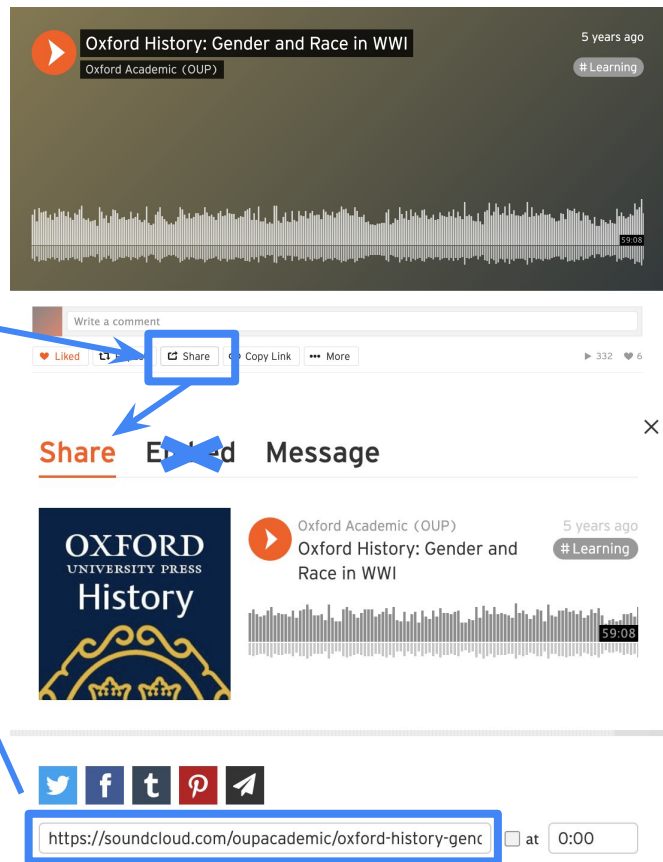 Oxford History: Gender and Race in WWI
5 years ago
Oxford Academic (OUP)
# Learning
59:08
Write a comment
Liked
Share
Copy Link
••• More
332
6
Share
Message
OXFORD
UNIVERSITY PRESS
History
Oxford Academic (OUP)
5 years ago
Oxford History: Gender and
# Learning
Race in WWI
59:08
https://soundcloud.com/oupacademic/oxford-history-genc
at
0:00